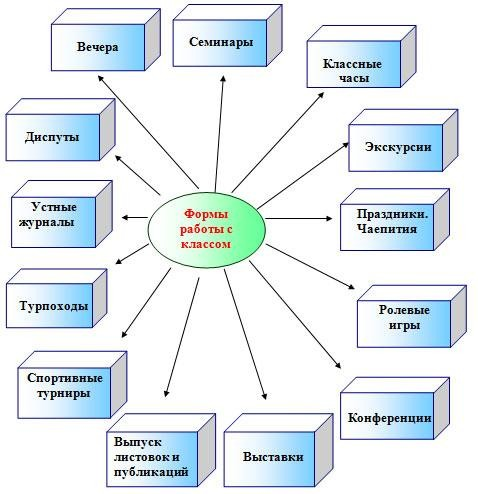 Вечера
Семинары
Классные
часы
Диспуты
Экскурсии
Устные
журналы
Формы
работы с
классом
Праздники.
Чаепития
Турпоходы
Ролевые
игры
Спортивные
турниры
Конференции
Выпуск
листовок и
публикаций
Выставки